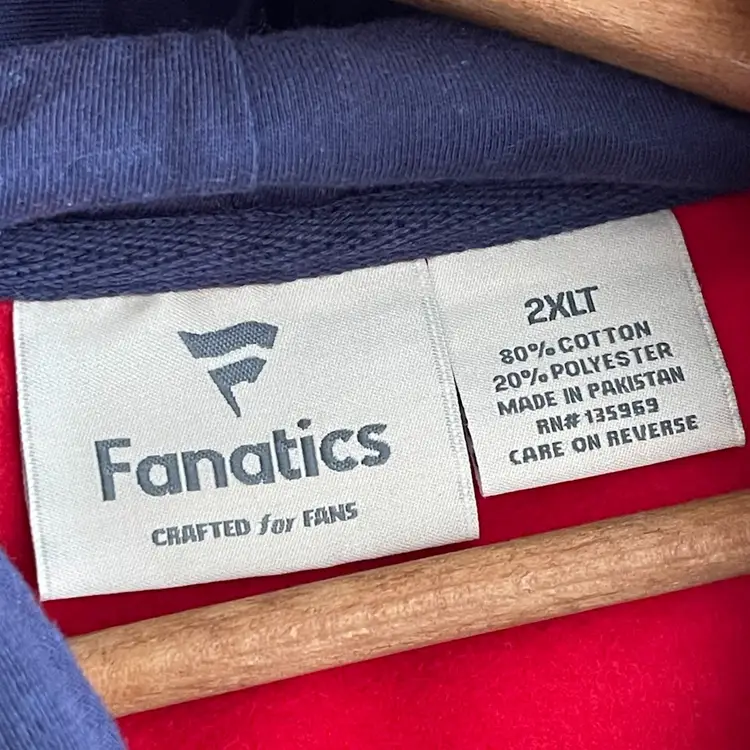 Fanatics
CRAFTED for FANS
2XLT
80% COTTON
20% POLYESTER
MADE IN PAKISTAN
RN# 135969
CARE ON REVERSE